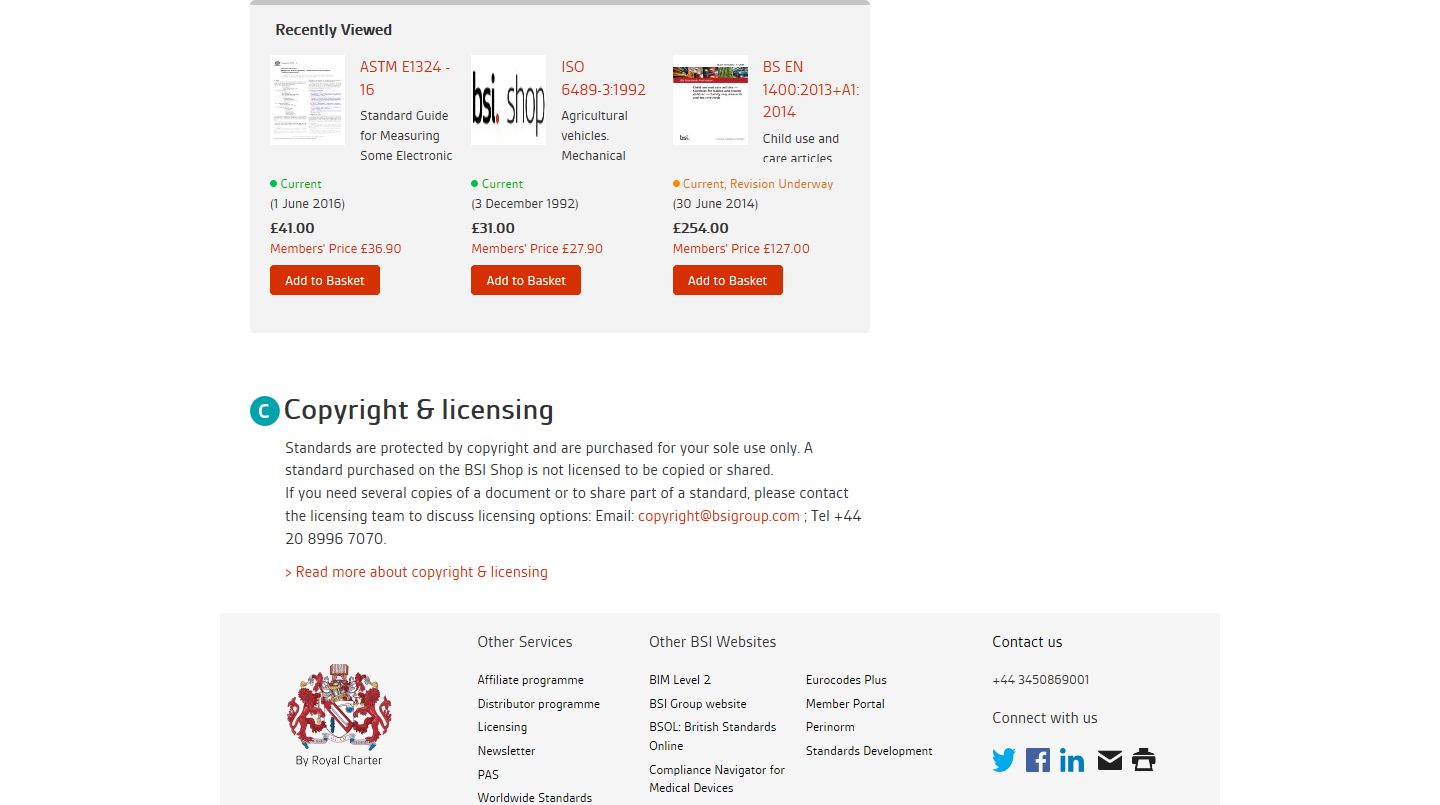 Recently Viewed
ASTM E1324 -
16
Standard Guide
for Measuring
Some Electronic
Current
(1 June 2016)
£41.00
Members' Price £36.90
Add to Basket
bsi. shop
ISO
6489-3:1992
Agricultural
vehicles.
Mechanical
Current
(3 December 1992)
£31.00
Members' Price £27.90
Add to Basket
bsi.
BS EN
1400:2013+A1:
2014
Child use and
care articles
Current, Revision Underway
(30 June 2014)
£254.00
Members' Price £127.00
Add to Basket
C Copyright & licensing
Standards are protected by copyright and are purchased for your sole use only. A
standard purchased on the BSI Shop is not licensed to be copied or shared.
If you need several copies of a document or to share part of a standard, please contact
the licensing team to discuss licensing options: Email: copyright@bsigroup.com ; Tel +44
20 8996 7070.
> Read more about copyright & licensing
By Royal Charter
Other Services
Affiliate programme
Distributor programme
Licensing
Newsletter
PAS
Worldwide Standards
Other BSI Websites
BIM Level 2
BSI Group website
BSOL: British Standards
Online
Compliance Navigator for
Medical Devices
Eurocodes Plus
Member Portal
Perinorm
Standards Development
Contact us
+44 3450869001
Connect with us